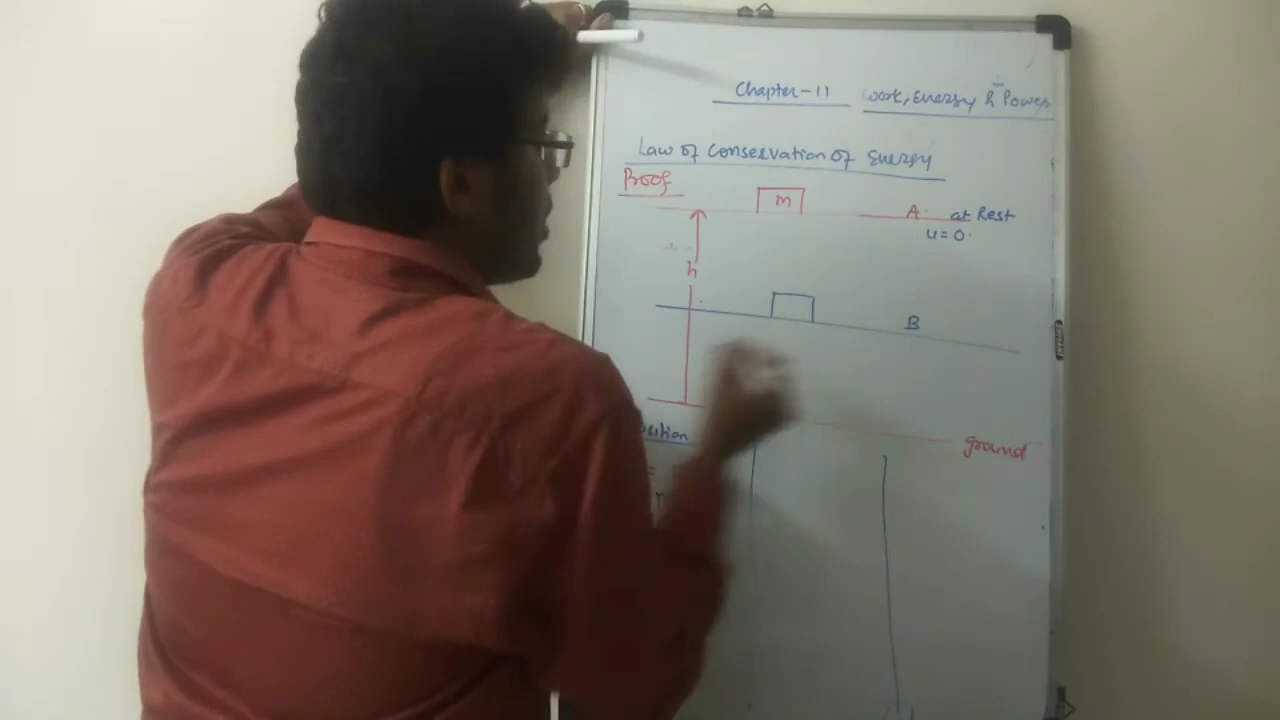 Chapter-11 Work, Energy & Power
Law of Conservation of Energy
Proof
m A at Rest
u=0
h
B
ground